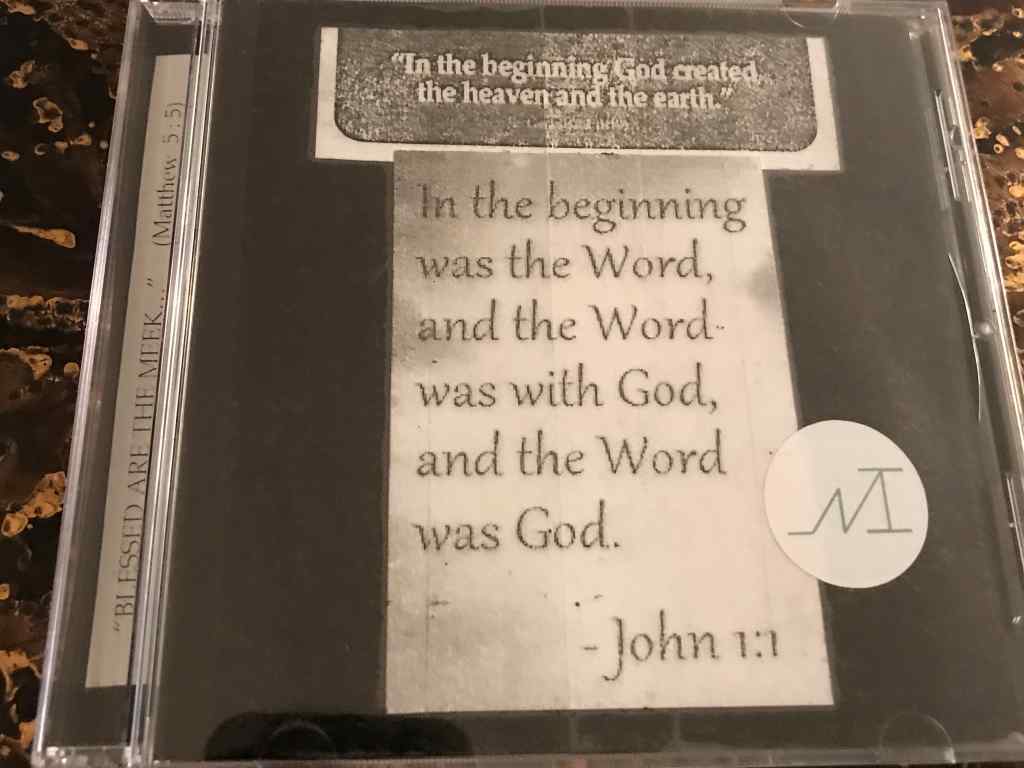 "BLESSED ARE THE MEEK..." (Matthew 5:5)
"In the beginning God created
the heaven and the earth."
In the beginning
was the Word,
and the Word
was with God,
and the Word
was God.
- John 1:1